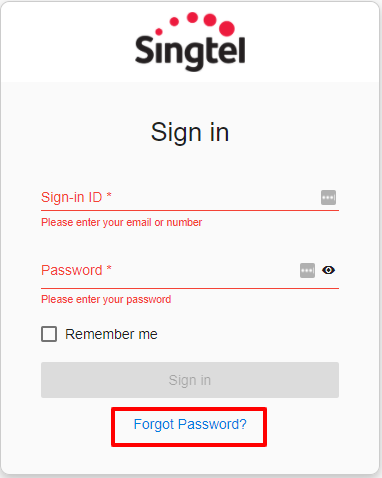 Singtel
Sign in
Sign-in ID *
Please enter your email or number
Password *
Please enter your password
Remember me
Sign in
Forgot Password?